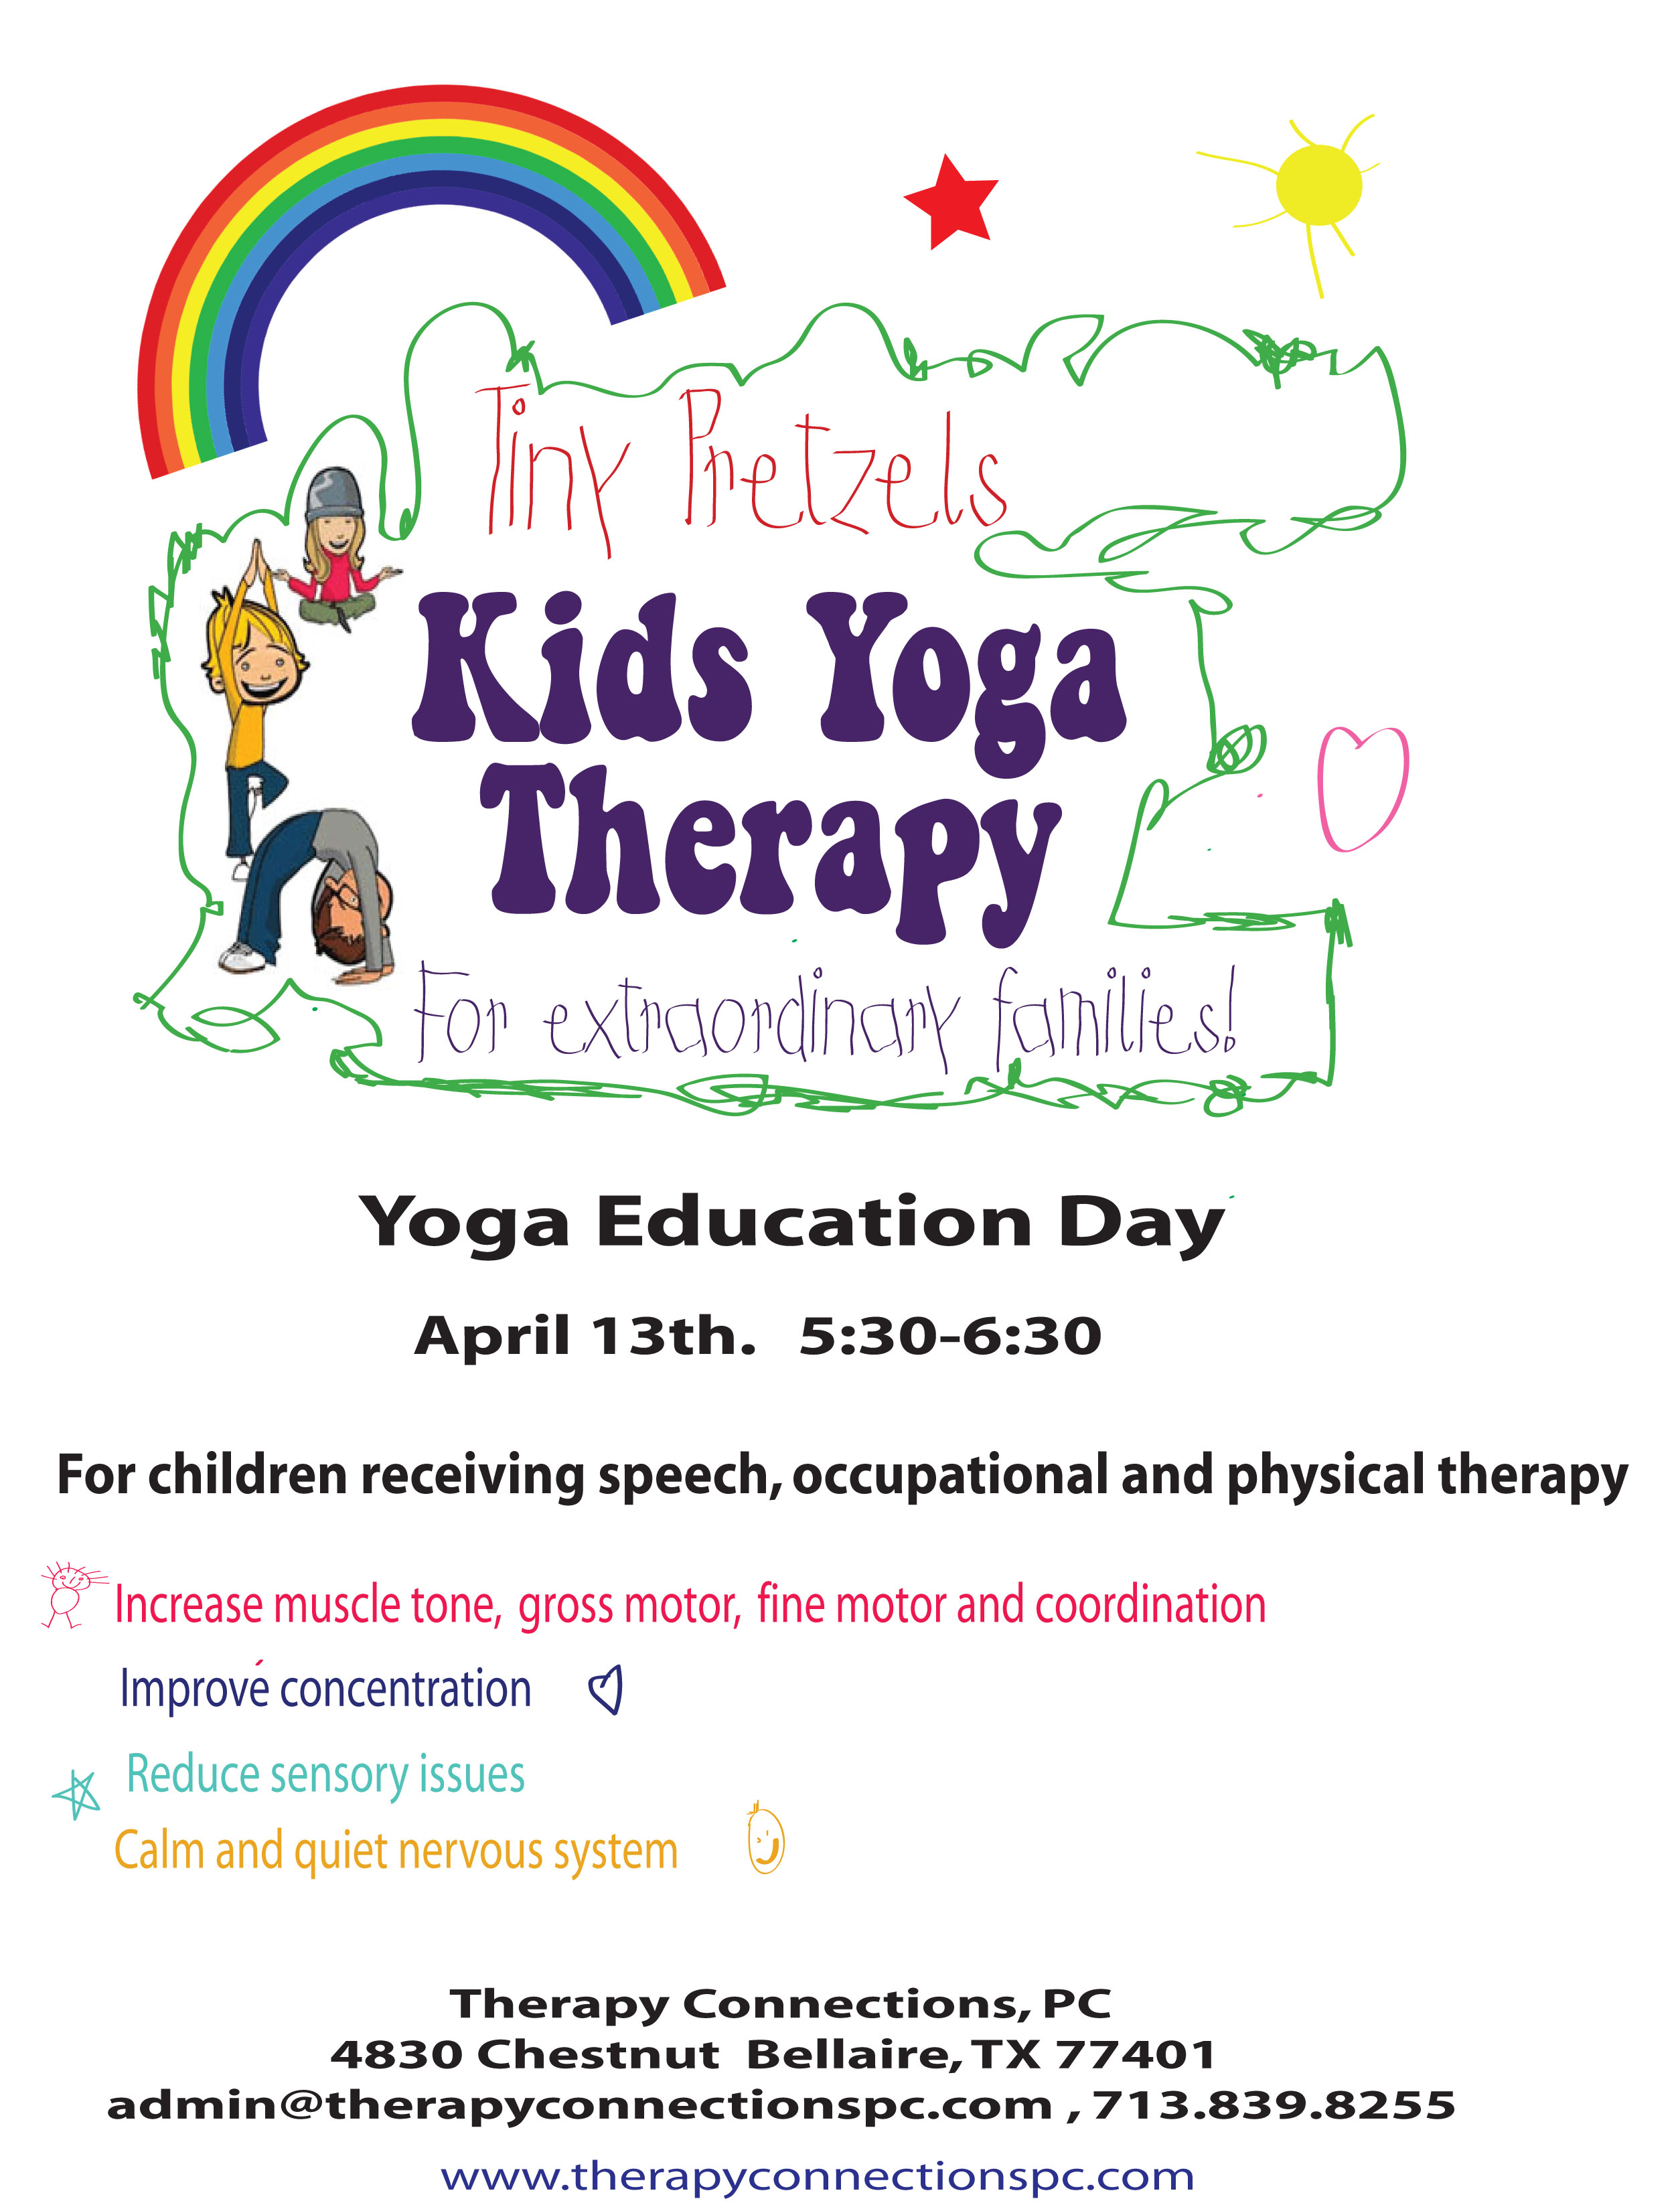 Tiny Pretzels
Kids Yoga
Therapy
For extraordinary families!
Yoga Education Day
April 13th. 5:30-6:30
For children receiving speech, occupational and physical therapy
Increase muscle tone, gross motor, fine motor and coordination
Improve concentration
Reduce sensory issues
Calm and quiet nervous system
Therapy Connections, PC
4830 Chestnut Bellaire, TX 77401
admin@therapyconnectionspc.com , 713.839.8255
www.therapyconnectionspc.com